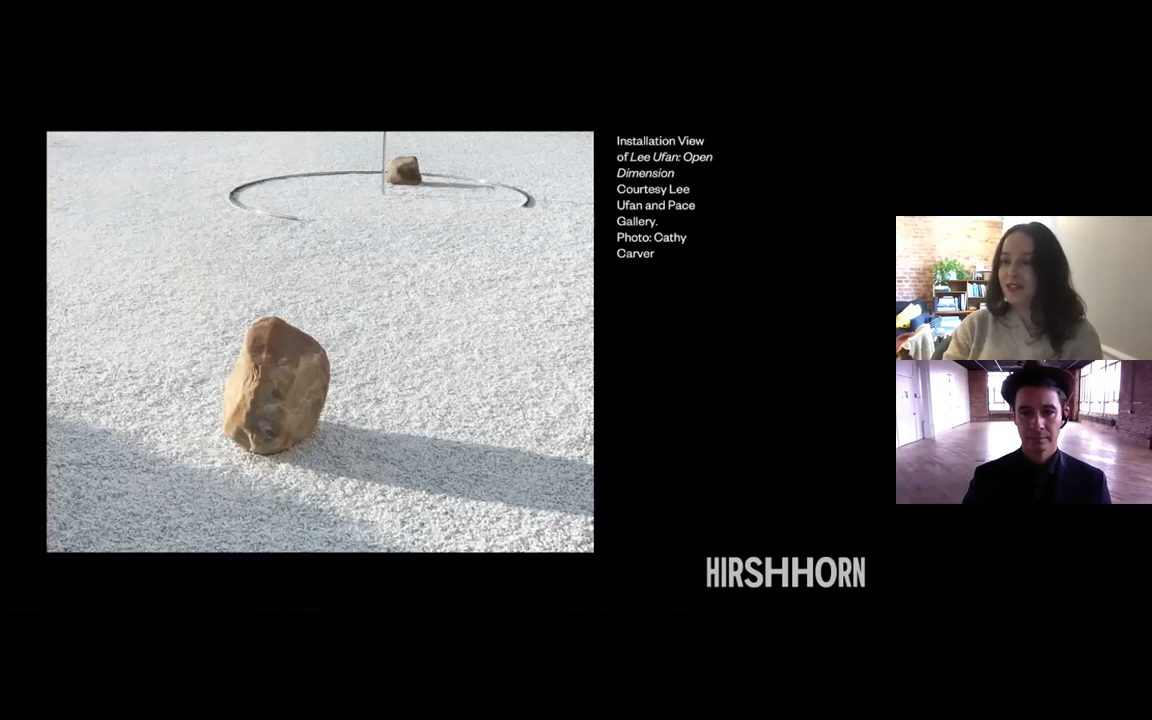 Installation View
of Lee Ufan: Open
Dimension
Courtesy Lee
Ufan and Pace
Gallery.
Photo: Cathy
Carver
HIRSHHORN